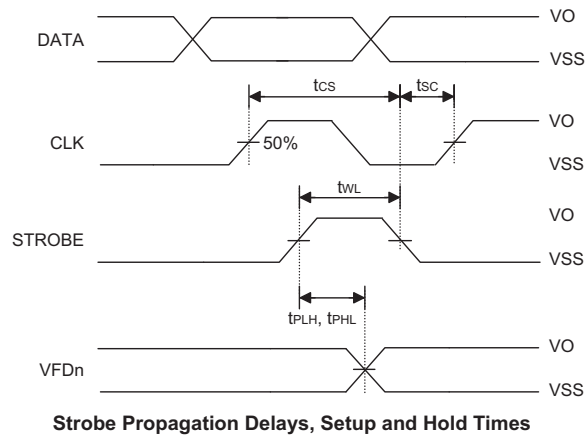 DATA
VO
VSS
tCS
tSC
CLK
50%
VO
VSS
tWL
STROBE
VO
VSS
tPLH, tPHL
VFDn
VO
VSS
Strobe Propagation Delays, Setup and Hold Times